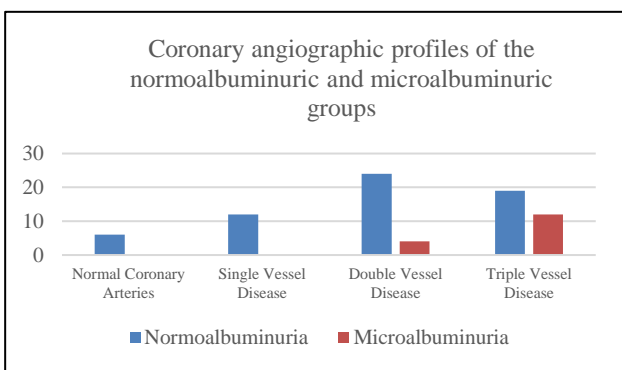 Coronary angiographic profiles of the
normoalbuminuric and microalbuminuric
groups
30
20
10
0
Normal Coronary
Arteries
Single Vessel
Disease
Double Vessel
Disease
Triple Vessel
Disease
Normoalbuminuria
Microalbuminuria